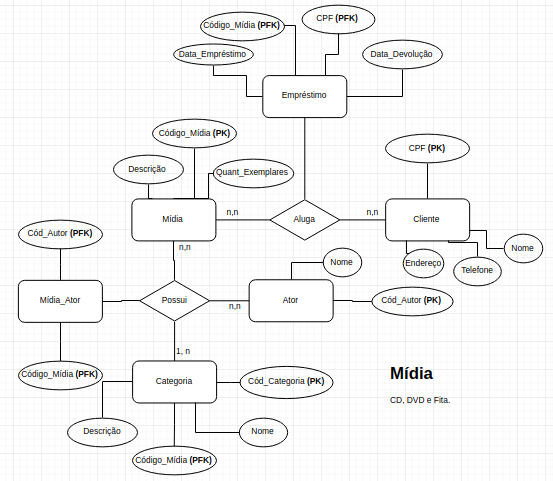 Código_Mídia (PFK)
CPF (PFK)
Data_Empréstimo
Data_Devolução
Empréstimo
Código_Mídia (PK)
CPF (PK)
Descrição
Quant_Exemplares
Mídia
n,n
Aluga
n,n
Cliente
Cód_Autor (PFK)
n,n
Nome
Endereço
Telefone
Nome
Mídia_Ator
Possui
n,n
Ator
Cód_Autor (PK)
1, n
Código_Mídia (PFK)
Categoria
Cód_Categoria (PK)
Mídia
CD, DVD e Fita.
Descrição
Nome
Código_Mídia (PFK)